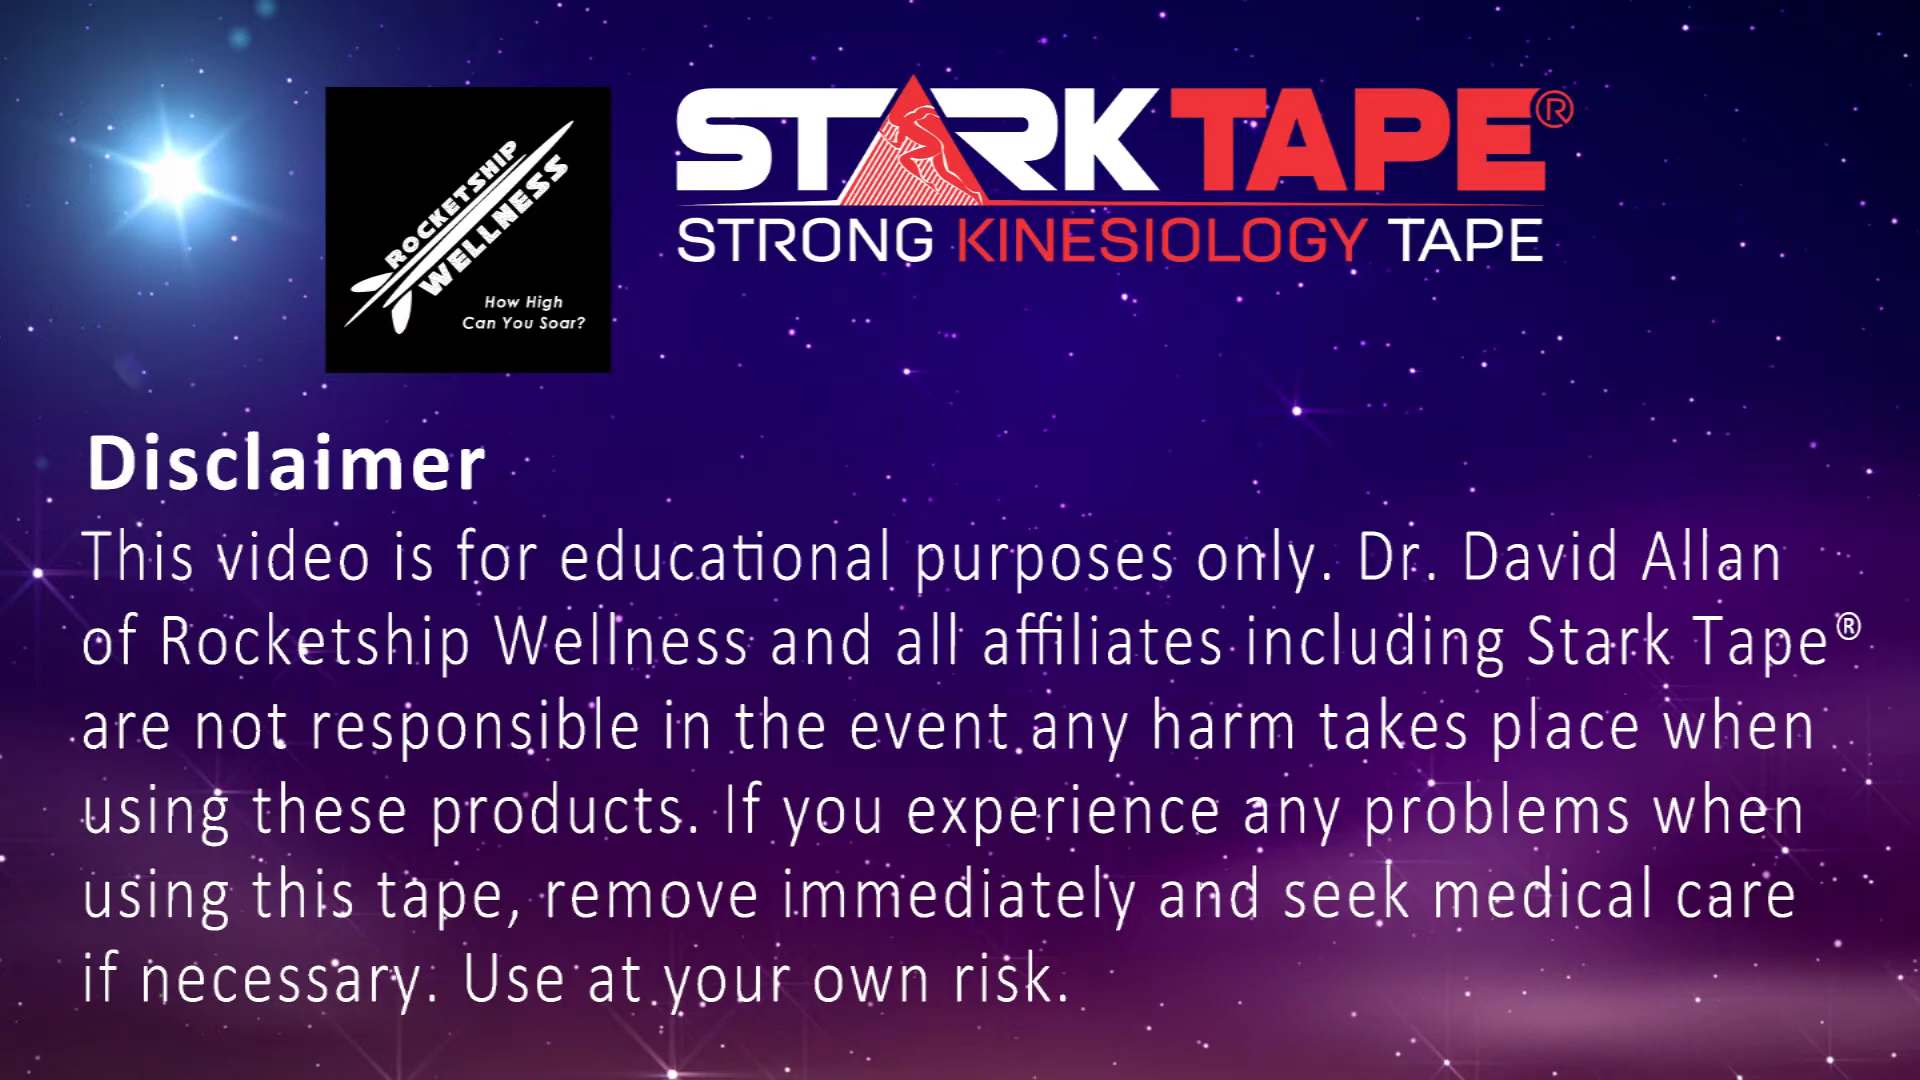 ROCKETSHIP
WELLNESS
How High
Can You Soar?
STARK TAPE®
STRONG KINESIOLOGY TAPE
Disclaimer
This video is for educational purposes only. Dr. David Allan
of Rocketship Wellness and all affiliates including Stark Tape®
are not responsible in the event any harm takes place when
using these products. If you experience any problems when
using this tape, remove immediately and seek medical care
if necessary. Use at your own risk.